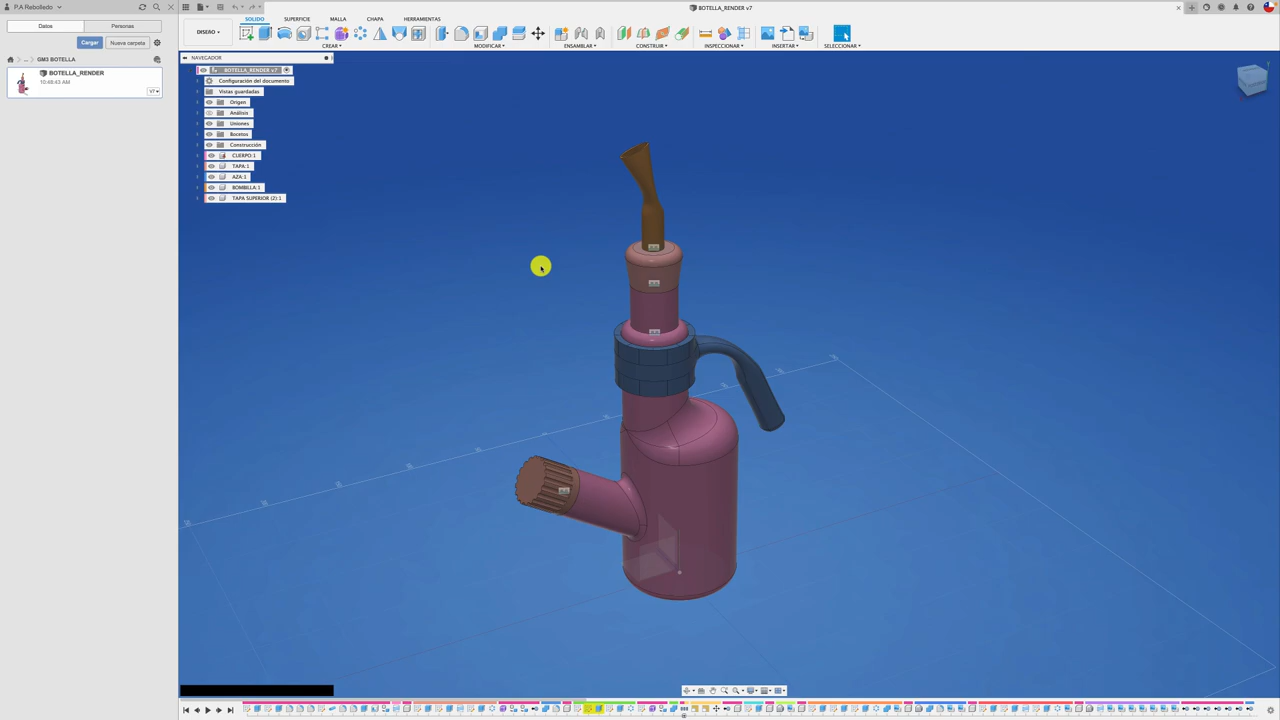 P.A Rebolledo
BOTELLA_RENDER v7
Datos
Personas
Cargar
Nueva carpeta
...
GM3 BOTELLA
BOTELLA_RENDER
10:48:43 AM
V7
DISEÑO
SÓLIDO
SUPERFICIE
MALLA
CHAPA
HERRAMIENTAS
CREAR
MODIFICAR
ENSAMBLAR
CONSTRUIR
INSPECCIONAR
INSERTAR
SELECCIONAR
NAVEGADOR
BOTELLA_RENDER v7
Configuración del documento
Vistas guardadas
Origen
Análisis
Uniones
Bocetos
Construcción
CUERPO:1
TAPA:1
AZA:1
BOMBILLA:1
TAPA SUPERIOR (2):1